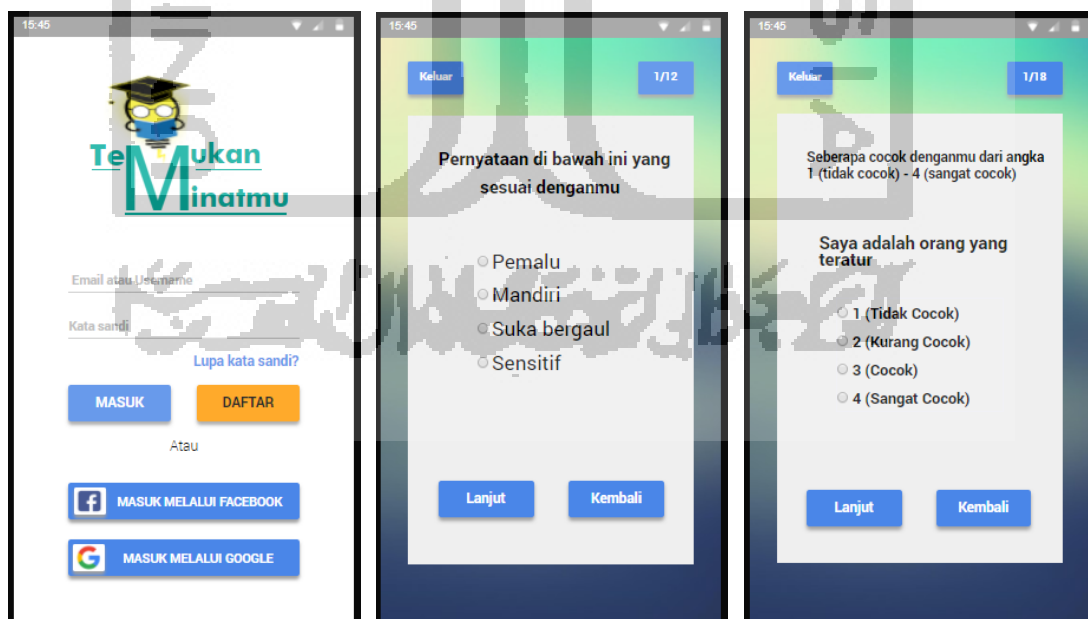 15:45
TeMukan
Minatmu
Email atau Username
Kata sandi
Lupa kata sandi?
MASUK
DAFTAR
Atau
MASUK MELALUI FACEBOOK
MASUK MELALUI GOOGLE
15:45
Keluar
1/12
Pernyataan di bawah ini yang
sesuai denganmu
Pemalu
Mandiri
Suka bergaul
Sensitif
Lanjut
Kembali
15:45
Keluar
1/18
Seberapa cocok denganmu dari angka
1 (tidak cocok) - 4 (sangat cocok)
Saya adalah orang yang
teratur
1 (Tidak Cocok)
2 (Kurang Cocok)
3 (Cocok)
4 (Sangat Cocok)
Lanjut
Kembali